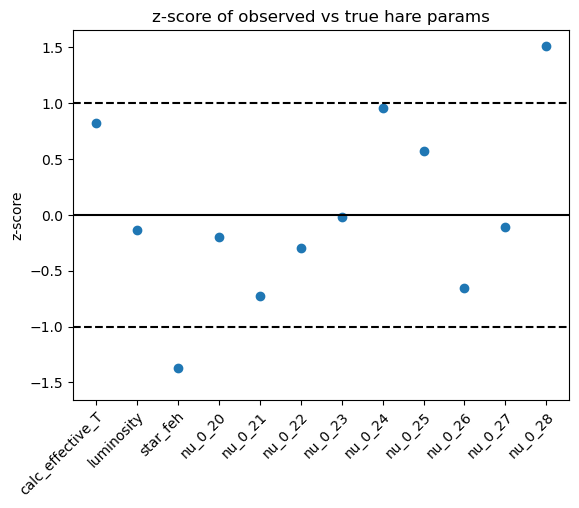 z-score of observed vs true hare params
z-score
1.5
1.0
0.5
0.0
−0.5
−1.0
−1.5
calc_effective_T
luminosity
star_feh
nu_0_20
nu_0_21
nu_0_22
nu_0_23
nu_0_24
nu_0_25
nu_0_26
nu_0_27
nu_0_28